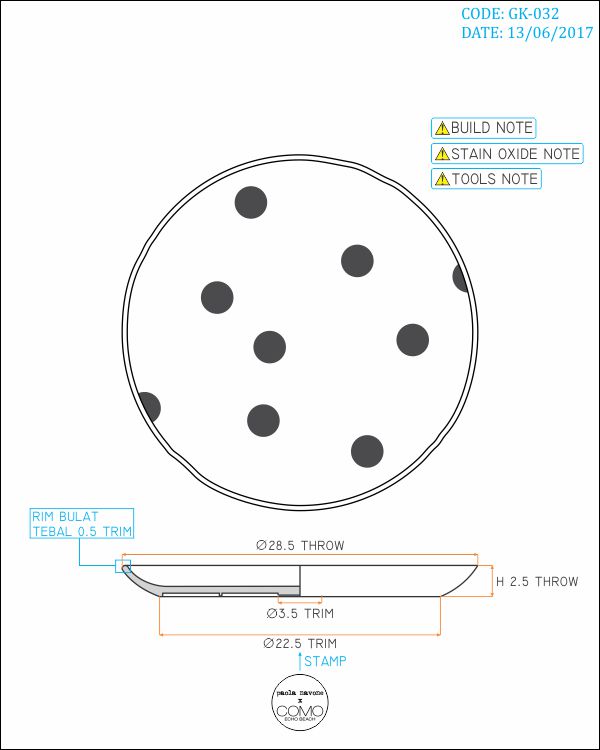 CODE: GK-032
DATE: 13/06/2017
BUILD NOTE
STAIN OXIDE NOTE
TOOLS NOTE
RIM BULAT
TEBAL 0.5 TRIM
Ø28.5 THROW
H 2.5 THROW
Ø3.5 TRIM
Ø22.5 TRIM
STAMP
paola navone
x
COMO
ECHO BEACH